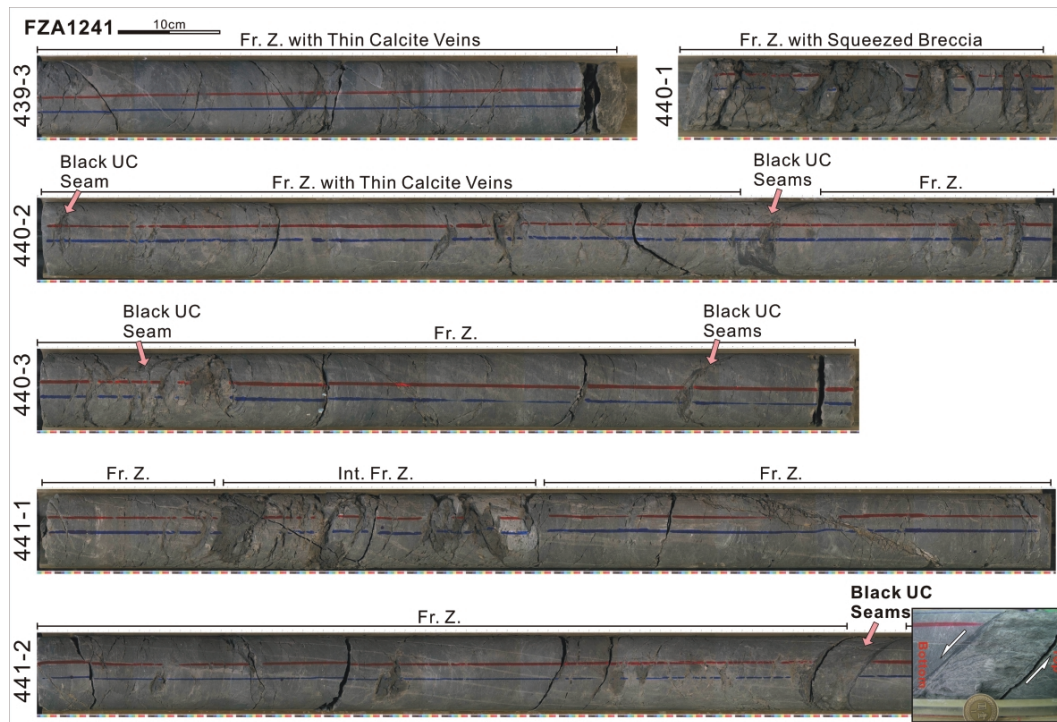 FZA1241
10cm
Fr. Z. with Thin Calcite Veins
Fr. Z. with Squeezed Breccia
439-3
440-1
Black UC
Seam
Fr. Z. with Thin Calcite Veins
Black UC
Seams
Fr. Z.
440-2
Black UC
Seam
Fr. Z.
Black UC
Seams
440-3
Fr. Z.
Int. Fr. Z.
Fr. Z.
441-1
Fr. Z.
Black UC
Seams
441-2
Bottom